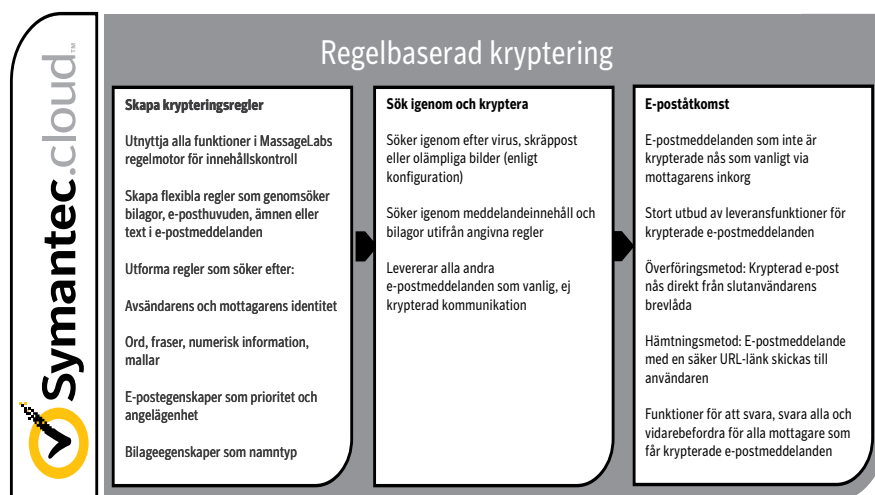 Symantec.cloud™
Regelbaserad kryptering
Skapa krypteringsregler
Utnyttja alla funktioner i MassageLabs
regelmotor för innehållskontroll
Skapa flexibla regler som genomsöker
bilagor, e-posthuvuden, ämnen eller
text i e-postmeddelanden
Utforma regler som söker efter:
Avsändarens och mottagarens identitet
Ord, fraser, numerisk information,
mallar
E-postegenskaper som prioritet och
angelägenhet
Bilageegenskaper som namntyp
Sök igenom och kryptera
Söker igenom efter virus, skräppost
eller olämpliga bilder (enligt
konfiguration)
Söker igenom meddelandeinnehåll och
bilagor utifrån angivna regler
Levererar alla andra
e-postmeddelanden som vanlig, ej
krypterad kommunikation
E-poståtkomst
E-postmeddelanden som inte är
krypterade nås som vanligt via
mottagarens inkorg
Stort utbud av leveransfunktioner för
krypterade e-postmeddelanden
Överföringsmetod: Krypterad e-post
nås direkt från slutanvändarens
brevlåda
Hämtningsmetod: E-postmeddelande
med en säker URL-länk skickas till
användaren
Funktioner för att svara, svara alla och
vidarebefordra för alla mottagare som
får krypterade e-postmeddelanden